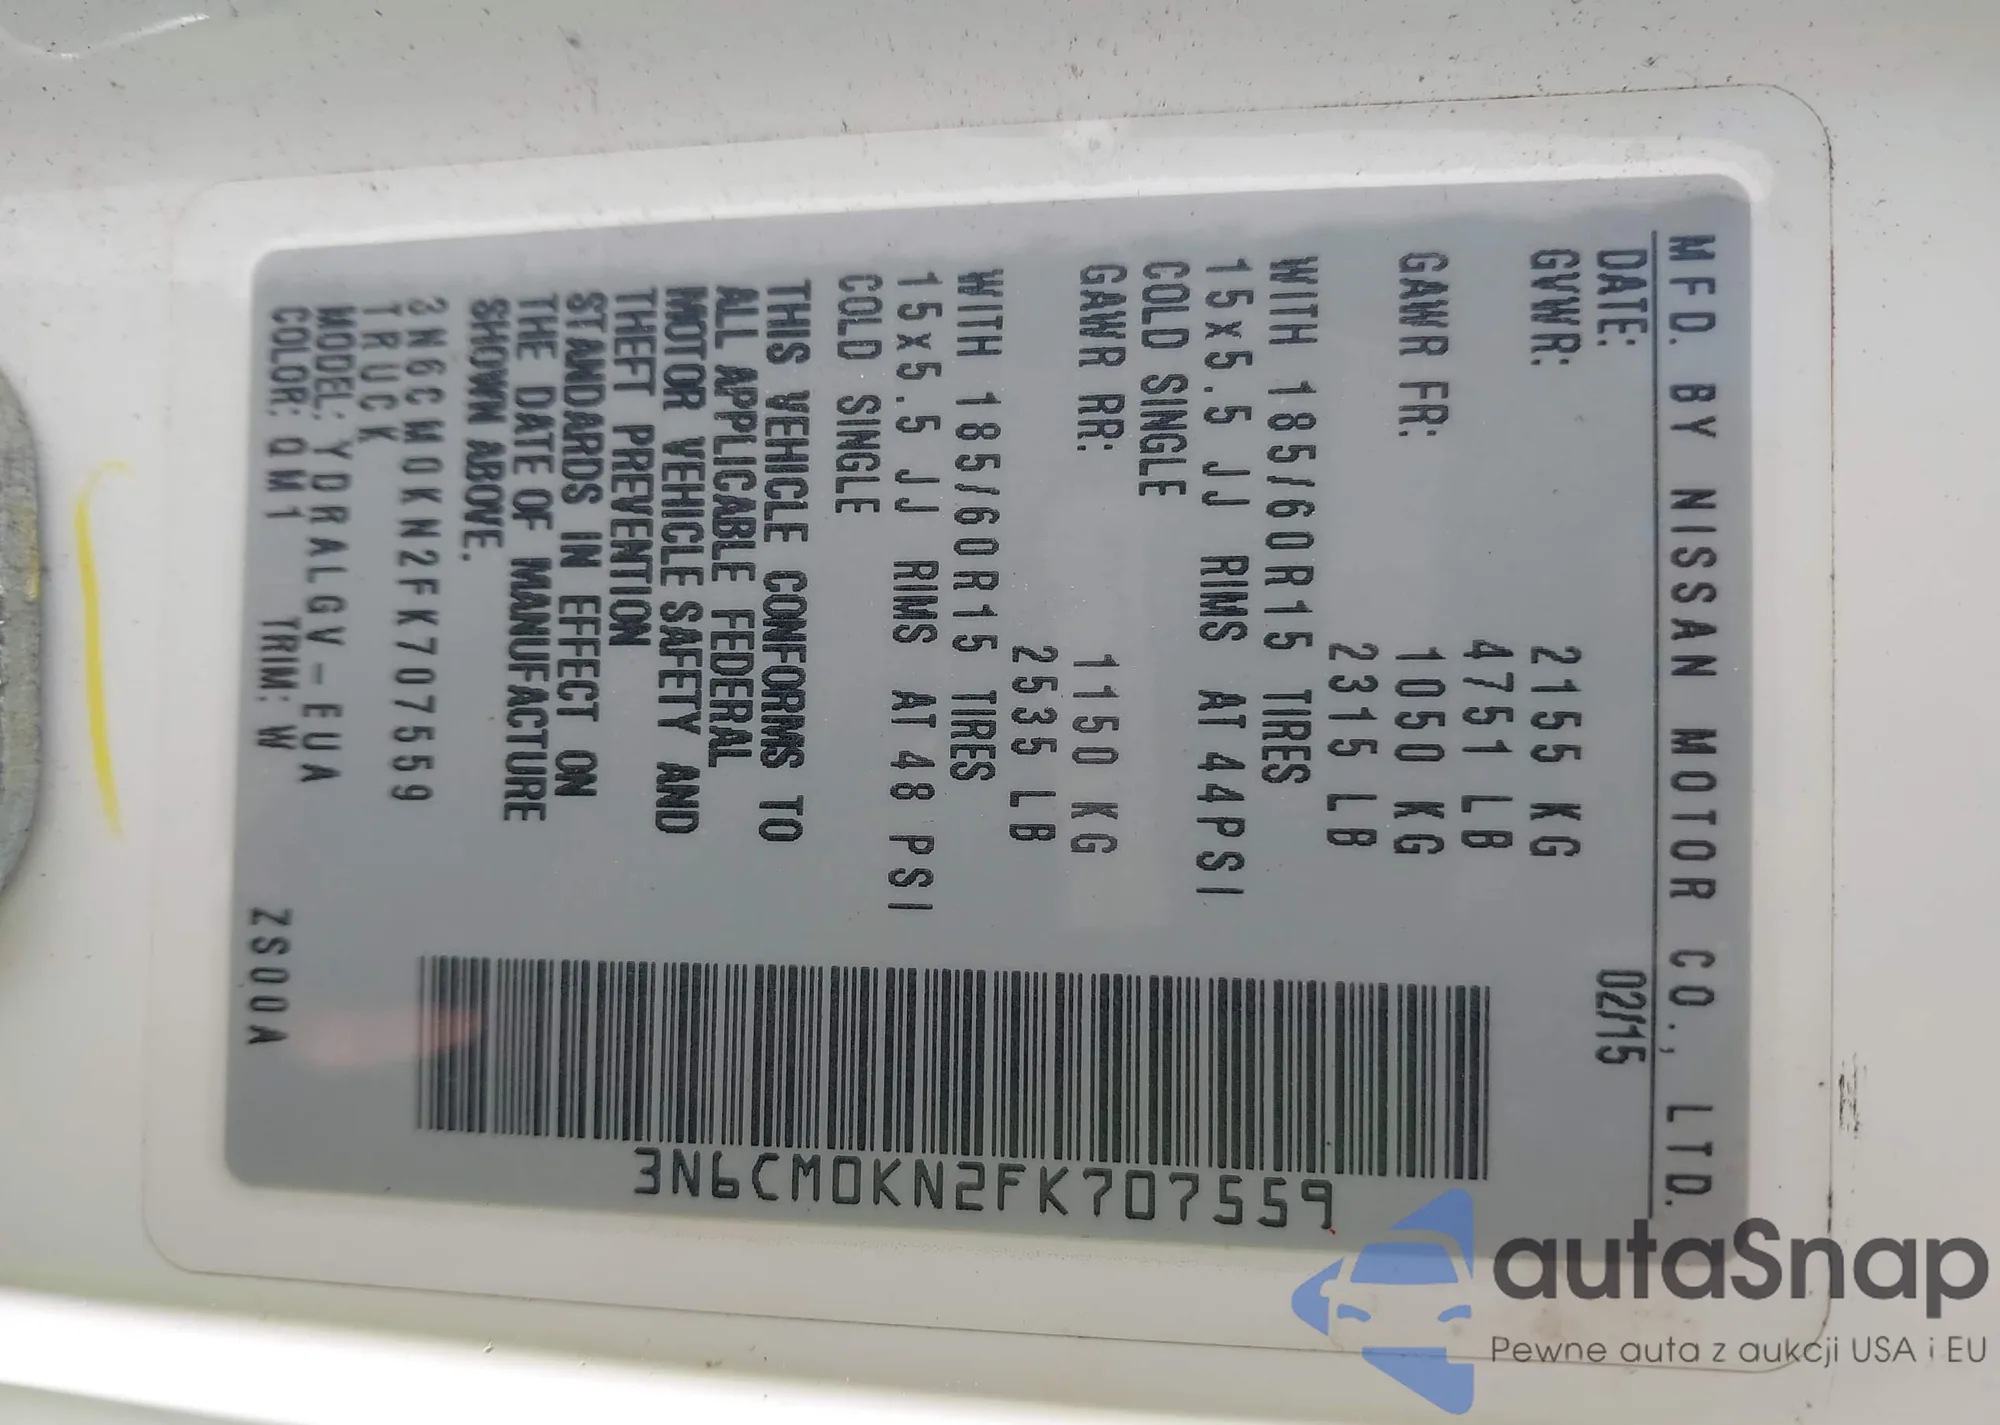 MFD. BY NISSAN MOTOR CO., LTD.
DATE: 02/15
GVWR: 2155 KG
4751 LB
GAWR FR: 1050 KG
2315 LB
WITH 185/60R15 TIRES
15x5.5 JJ RIMS AT 44PSI
COLD SINGLE
GAWR RR: 1150 KG
2535 LB
WITH 185/60R15 TIRES
15x5.5 JJ RIMS AT 48 PSI
COLD SINGLE
THIS VEHICLE CONFORMS TO
ALL APPLICABLE FEDERAL
MOTOR VEHICLE SAFETY AND
THEFT PREVENTION
STANDARDS IN EFFECT ON
THE DATE OF MANUFACTURE
SHOWN ABOVE.
3N6CM0KN2FK707559
TRUCK
MODEL: YDRALGV-EUA
COLOR: QM1 TRIM: W ZS00A
3N6CM0KN2FK707559
autaSnap
Pewne auta z aukcji USA i EU